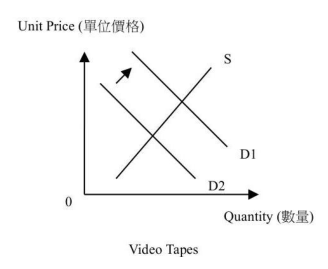 Unit Price (單位價格)
S
D1
D2
0
Quantity (數量)
Video Tapes